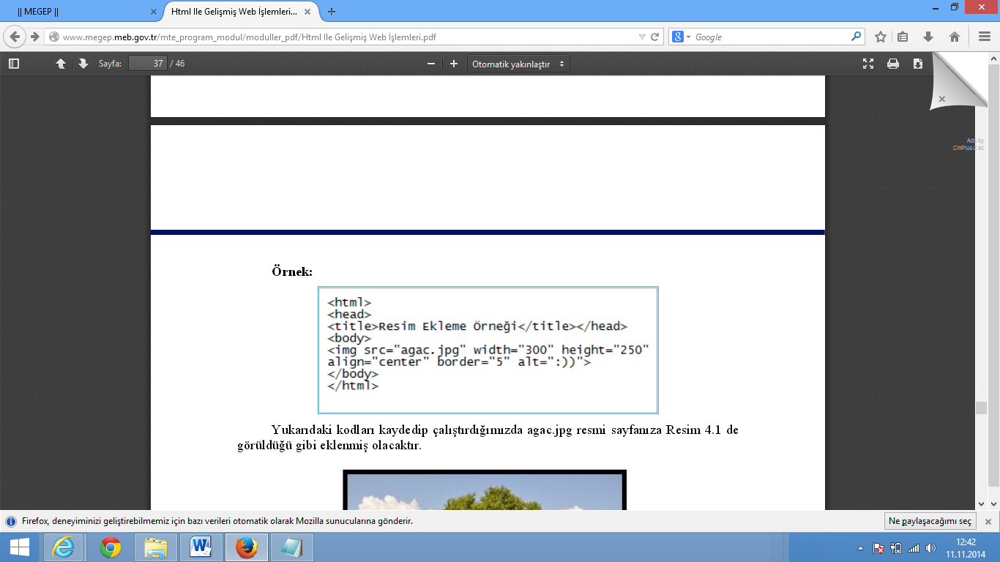 || MEGEP ||
Html Ile Gelişmiş Web İşlemleri...
www.megep.meb.gov.tr/mte_program_modul/moduller_pdf/Html Ile Gelişmiş Web İşlemleri.pdf
Google
Sayfa: 37 / 46
Otomatik yakınlaştır
Ads by
CinPlus-2.4c
Örnek:
<html>
<head>
<title>Resim Ekleme Örneği</title></head>
<body>
<img src="agac.jpg" width="300" height="250"
align="center" border="5" alt=":))">
</body>
</html>
Yukarıdaki kodları kaydedip çalıştırdığımızda agac.jpg resmi sayfanıza Resim 4.1 de
görüldüğü gibi eklenmiş olacaktır.
Firefox, deneyiminizi geliştirebilmemiz için bazı verileri otomatik olarak Mozilla sunucularına gönderir.
Ne paylaşacağımı seç
12:42
11.11.2014